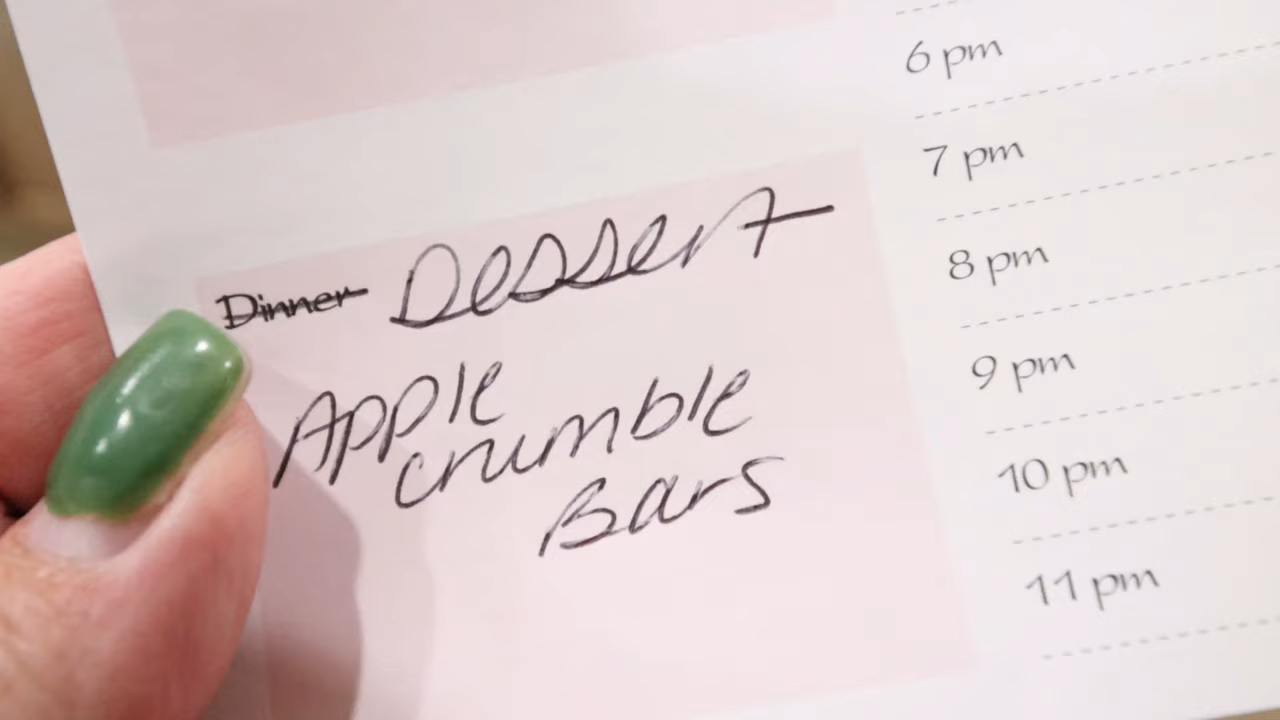 Dinner Dessert
Apple
crumble
Bars
6 pm
7 pm
8 pm
9 pm
10 pm
11 pm